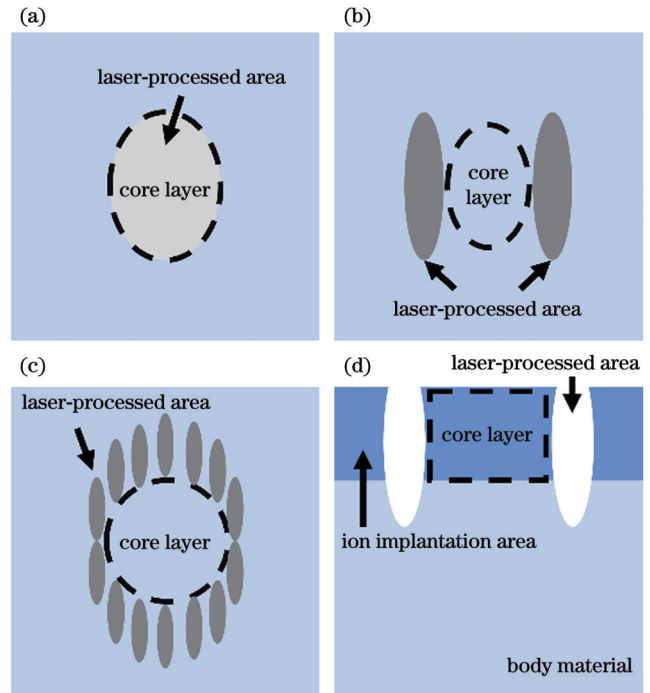 (a)
laser-processed area
core layer
(b)
core
layer
laser-processed area
(c)
laser-processed area
core layer
(d)
laser-processed area
core layer
ion implantation area
body material